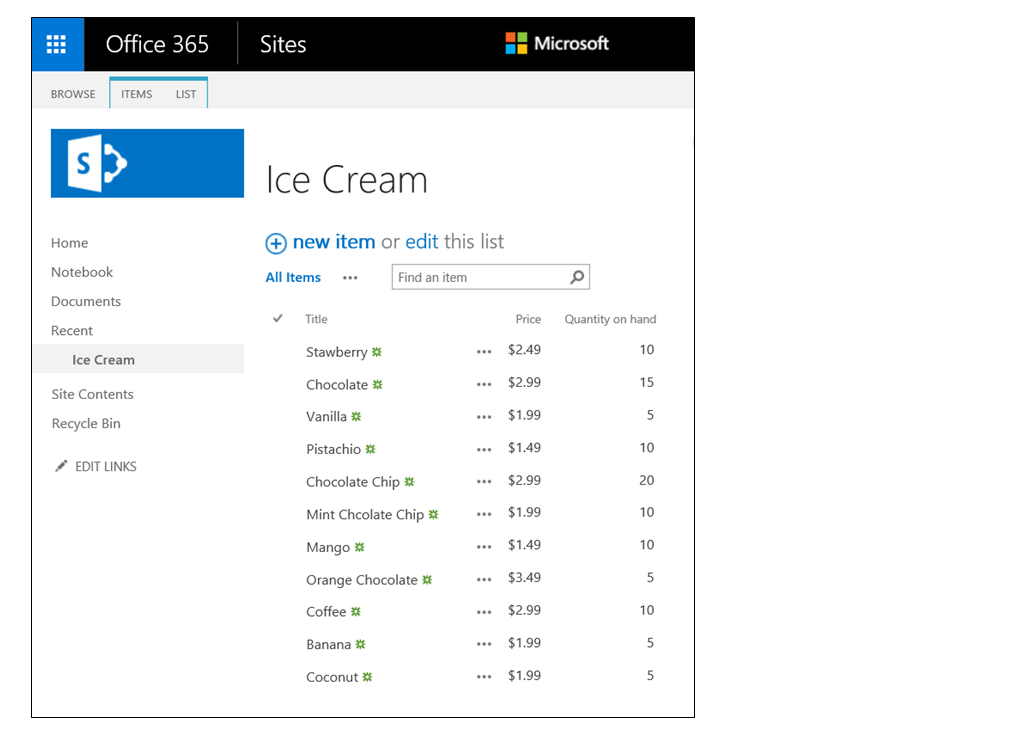 Office 365 Sites Microsoft
BROWSE ITEMS LIST
S
Ice Cream
new item or edit this list
All Items ••• Find an item
Home
Notebook
Documents
Recent
Ice Cream
Site Contents
Recycle Bin
EDIT LINKS
Title Price Quantity on hand
Stawberry ••• $2.49 10
Chocolate ••• $2.99 15
Vanilla ••• $1.99 5
Pistachio ••• $1.49 10
Chocolate Chip ••• $2.99 20
Mint Chcolate Chip ••• $1.99 10
Mango ••• $1.49 10
Orange Chocolate ••• $3.49 5
Coffee ••• $2.99 10
Banana ••• $1.99 5
Coconut ••• $1.99 5